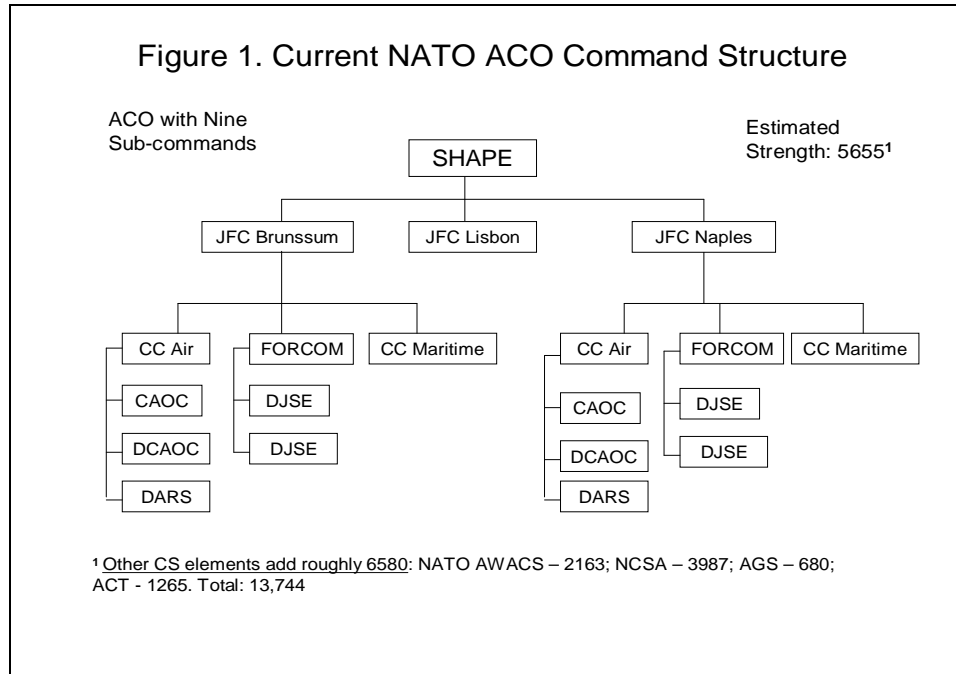 Figure 1. Current NATO ACO Command Structure
ACO with Nine
Sub-commands
Estimated
Strength: 5655¹
SHAPE
JFC Brunssum
JFC Lisbon
JFC Naples
CC Air
FORCOM
CC Maritime
CAOC
DJSE
DCAOC
DJSE
DARS
CC Air
FORCOM
CC Maritime
CAOC
DJSE
DCAOC
DJSE
DARS
¹ Other CS elements add roughly 6580: NATO AWACS – 2163; NCSA – 3987; AGS – 680;
ACT - 1265. Total: 13,744